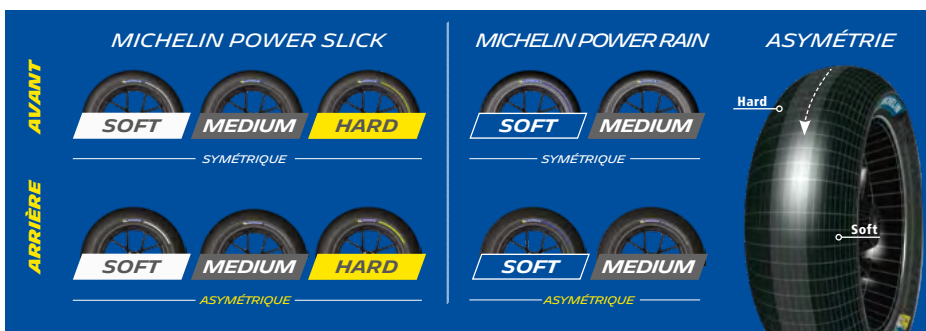 MICHELIN POWER SLICK
MICHELIN POWER RAIN
ASYMÉTRIE
AVANT
SOFT MEDIUM HARD
SYMÉTRIQUE
SOFT MEDIUM
SYMÉTRIQUE
ARRIÈRE
SOFT MEDIUM HARD
ASYMÉTRIQUE
SOFT MEDIUM
ASYMÉTRIQUE
Hard
Soft